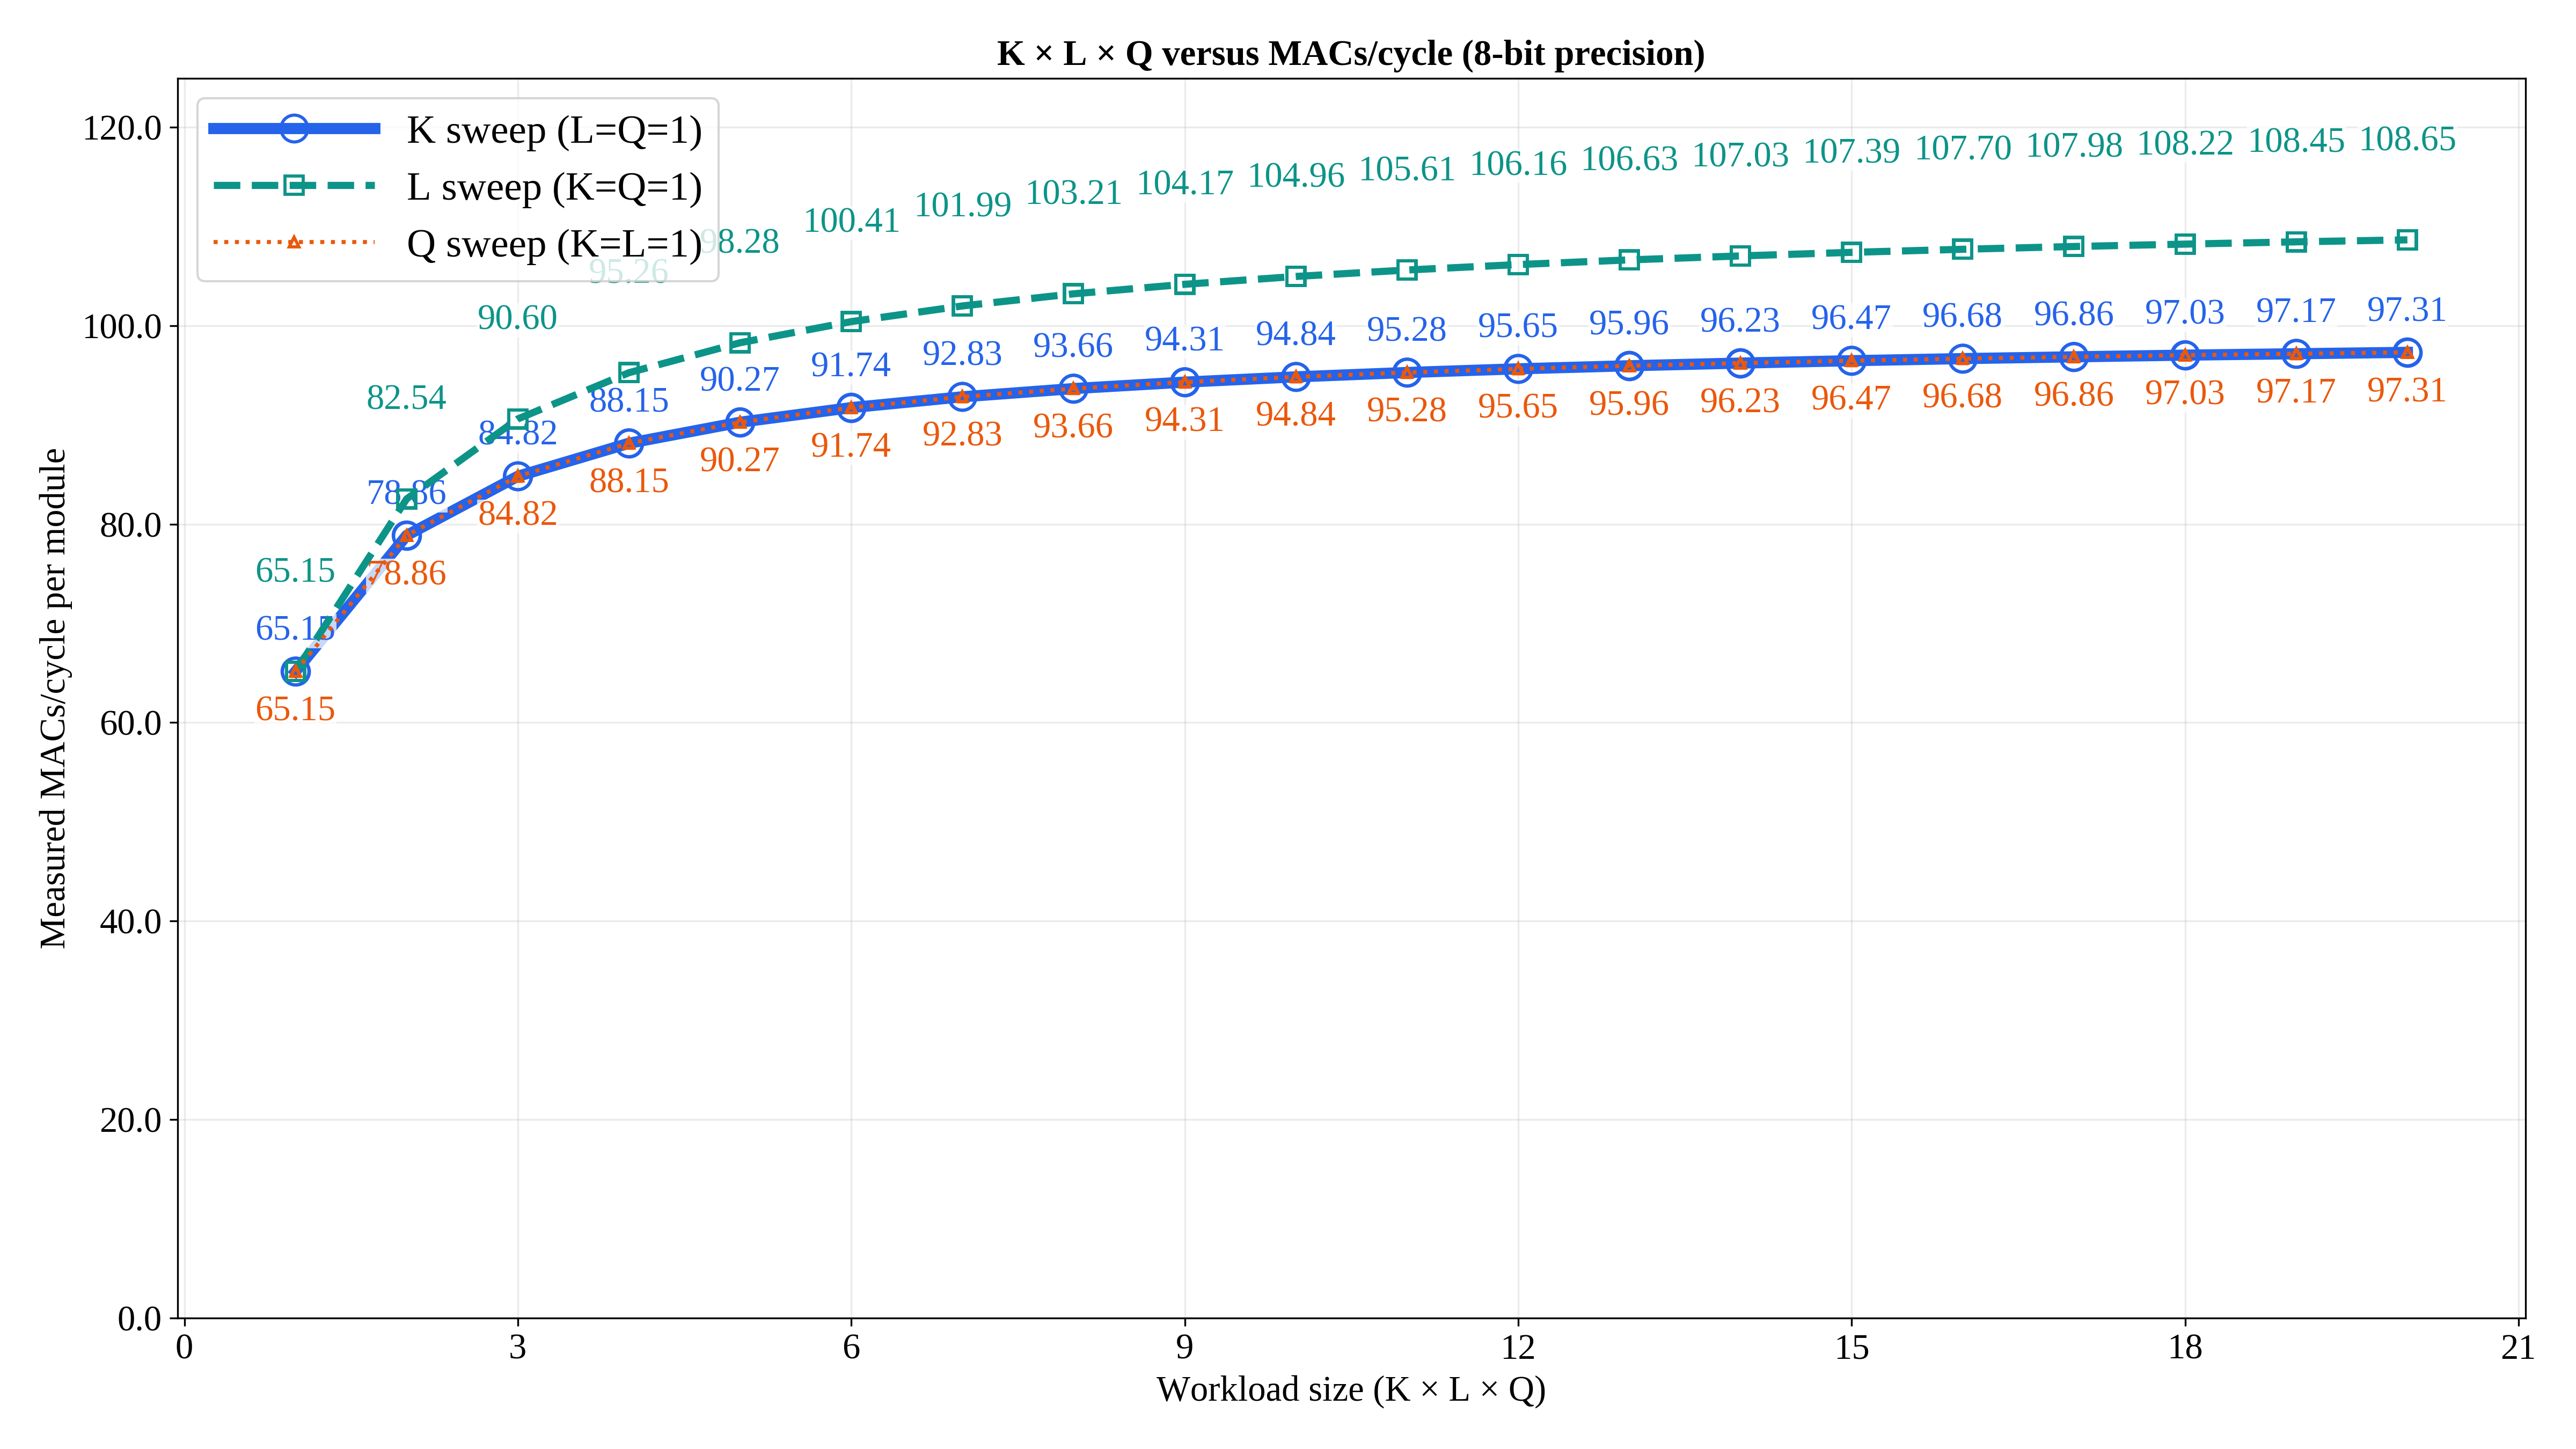 K × L × Q versus MACs/cycle (8-bit precision)
K sweep (L=Q=1)
L sweep (K=Q=1)
Q sweep (K=L=1)
Measured MACs/cycle per module
120.0
100.0
80.0
60.0
40.0
20.0
0.0
65.15 82.54 90.60 95.26 98.28 100.41 101.99 103.21 104.17 104.96 105.61 106.16 106.63 107.03 107.39 107.70 107.98 108.22 108.45 108.65
65.15 78.86 84.82 88.15 90.27 91.74 92.83 93.66 94.31 94.84 95.28 95.65 95.96 96.23 96.47 96.68 96.86 97.03 97.17 97.31
65.15 78.86 84.82 88.15 90.27 91.74 92.83 93.66 94.31 94.84 95.28 95.65 95.96 96.23 96.47 96.68 96.86 97.03 97.17 97.31
0 3 6 9 12 15 18 21
Workload size (K × L × Q)